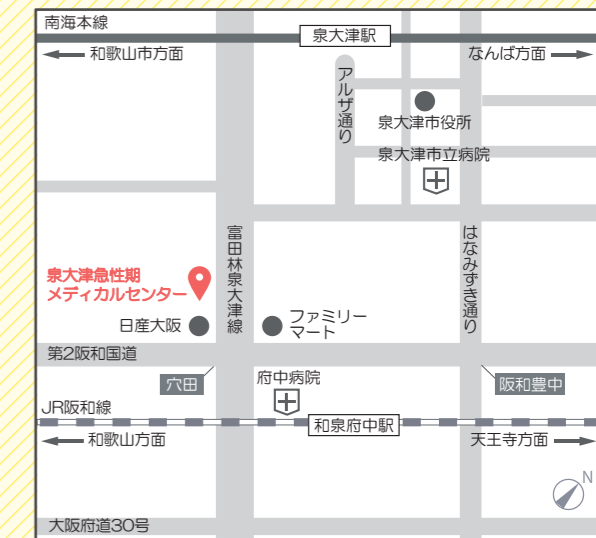 南海本線
泉大津駅
和歌山市方面
なんば方面
アルザ通り
泉大津市役所
泉大津市立病院
富田林泉大津線
はなみずき通り
泉大津急性期
メディカルセンター
日産大阪
ファミリー
マート
第2阪和国道
穴田
府中病院
阪和豊中
JR阪和線
和泉府中駅
和歌山方面
天王寺方面
N
大阪府道30号